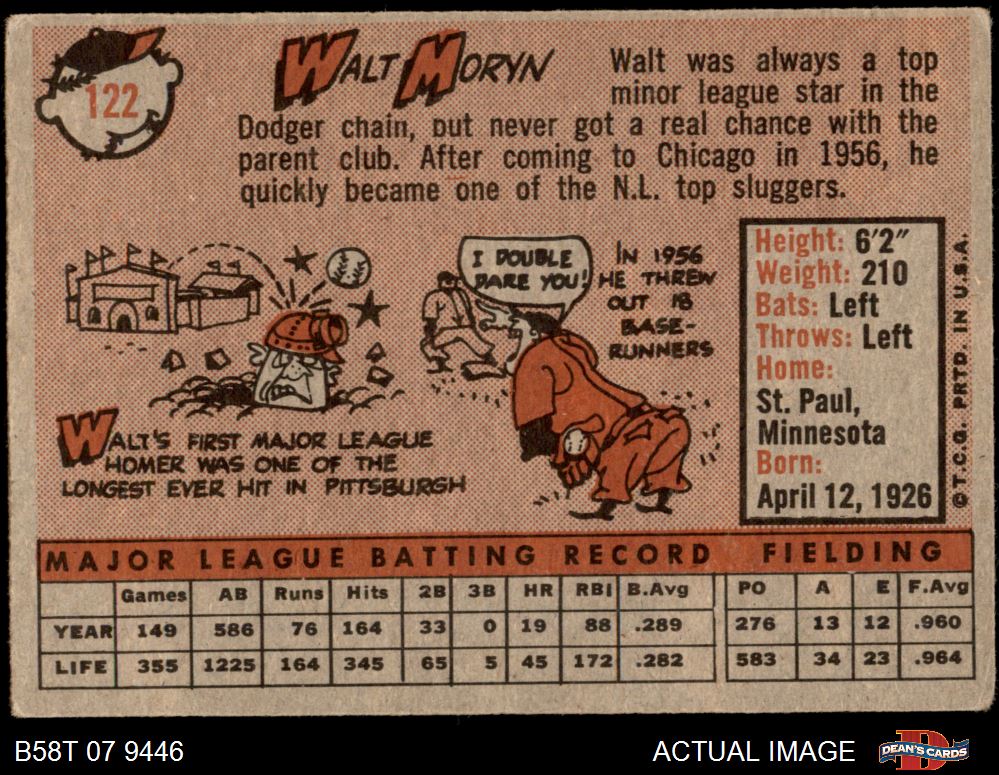 122
WALT MORYN
Walt was always a top
minor league star in the
Dodger chain, but never got a real chance with the
parent club. After coming to Chicago in 1956, he
quickly became one of the N.L. top sluggers.
WALT'S FIRST MAJOR LEAGUE
HOMER WAS ONE OF THE
LONGEST EVER HIT IN PITTSBURGH
I DOUBLE
DARE YOU!
IN 1956
HE THREW
OUT 18
BASE-
RUNNERS
Height: 6'2"
Weight: 210
Bats: Left
Throws: Left
Home:
St. Paul,
Minnesota
Born:
April 12, 1926
©T.C.G. PRTD. IN U.S.A.
MAJOR LEAGUE BATTING RECORD FIELDING
Games AB Runs Hits 2B 3B HR RBI B.Avg PO A E F.Avg
YEAR 149 586 76 164 33 0 19 88 .289 276 13 12 .960
LIFE 355 1225 164 345 65 5 45 172 .282 583 34 23 .964
B58T 07 9446 ACTUAL IMAGE DEAN'S CARDS